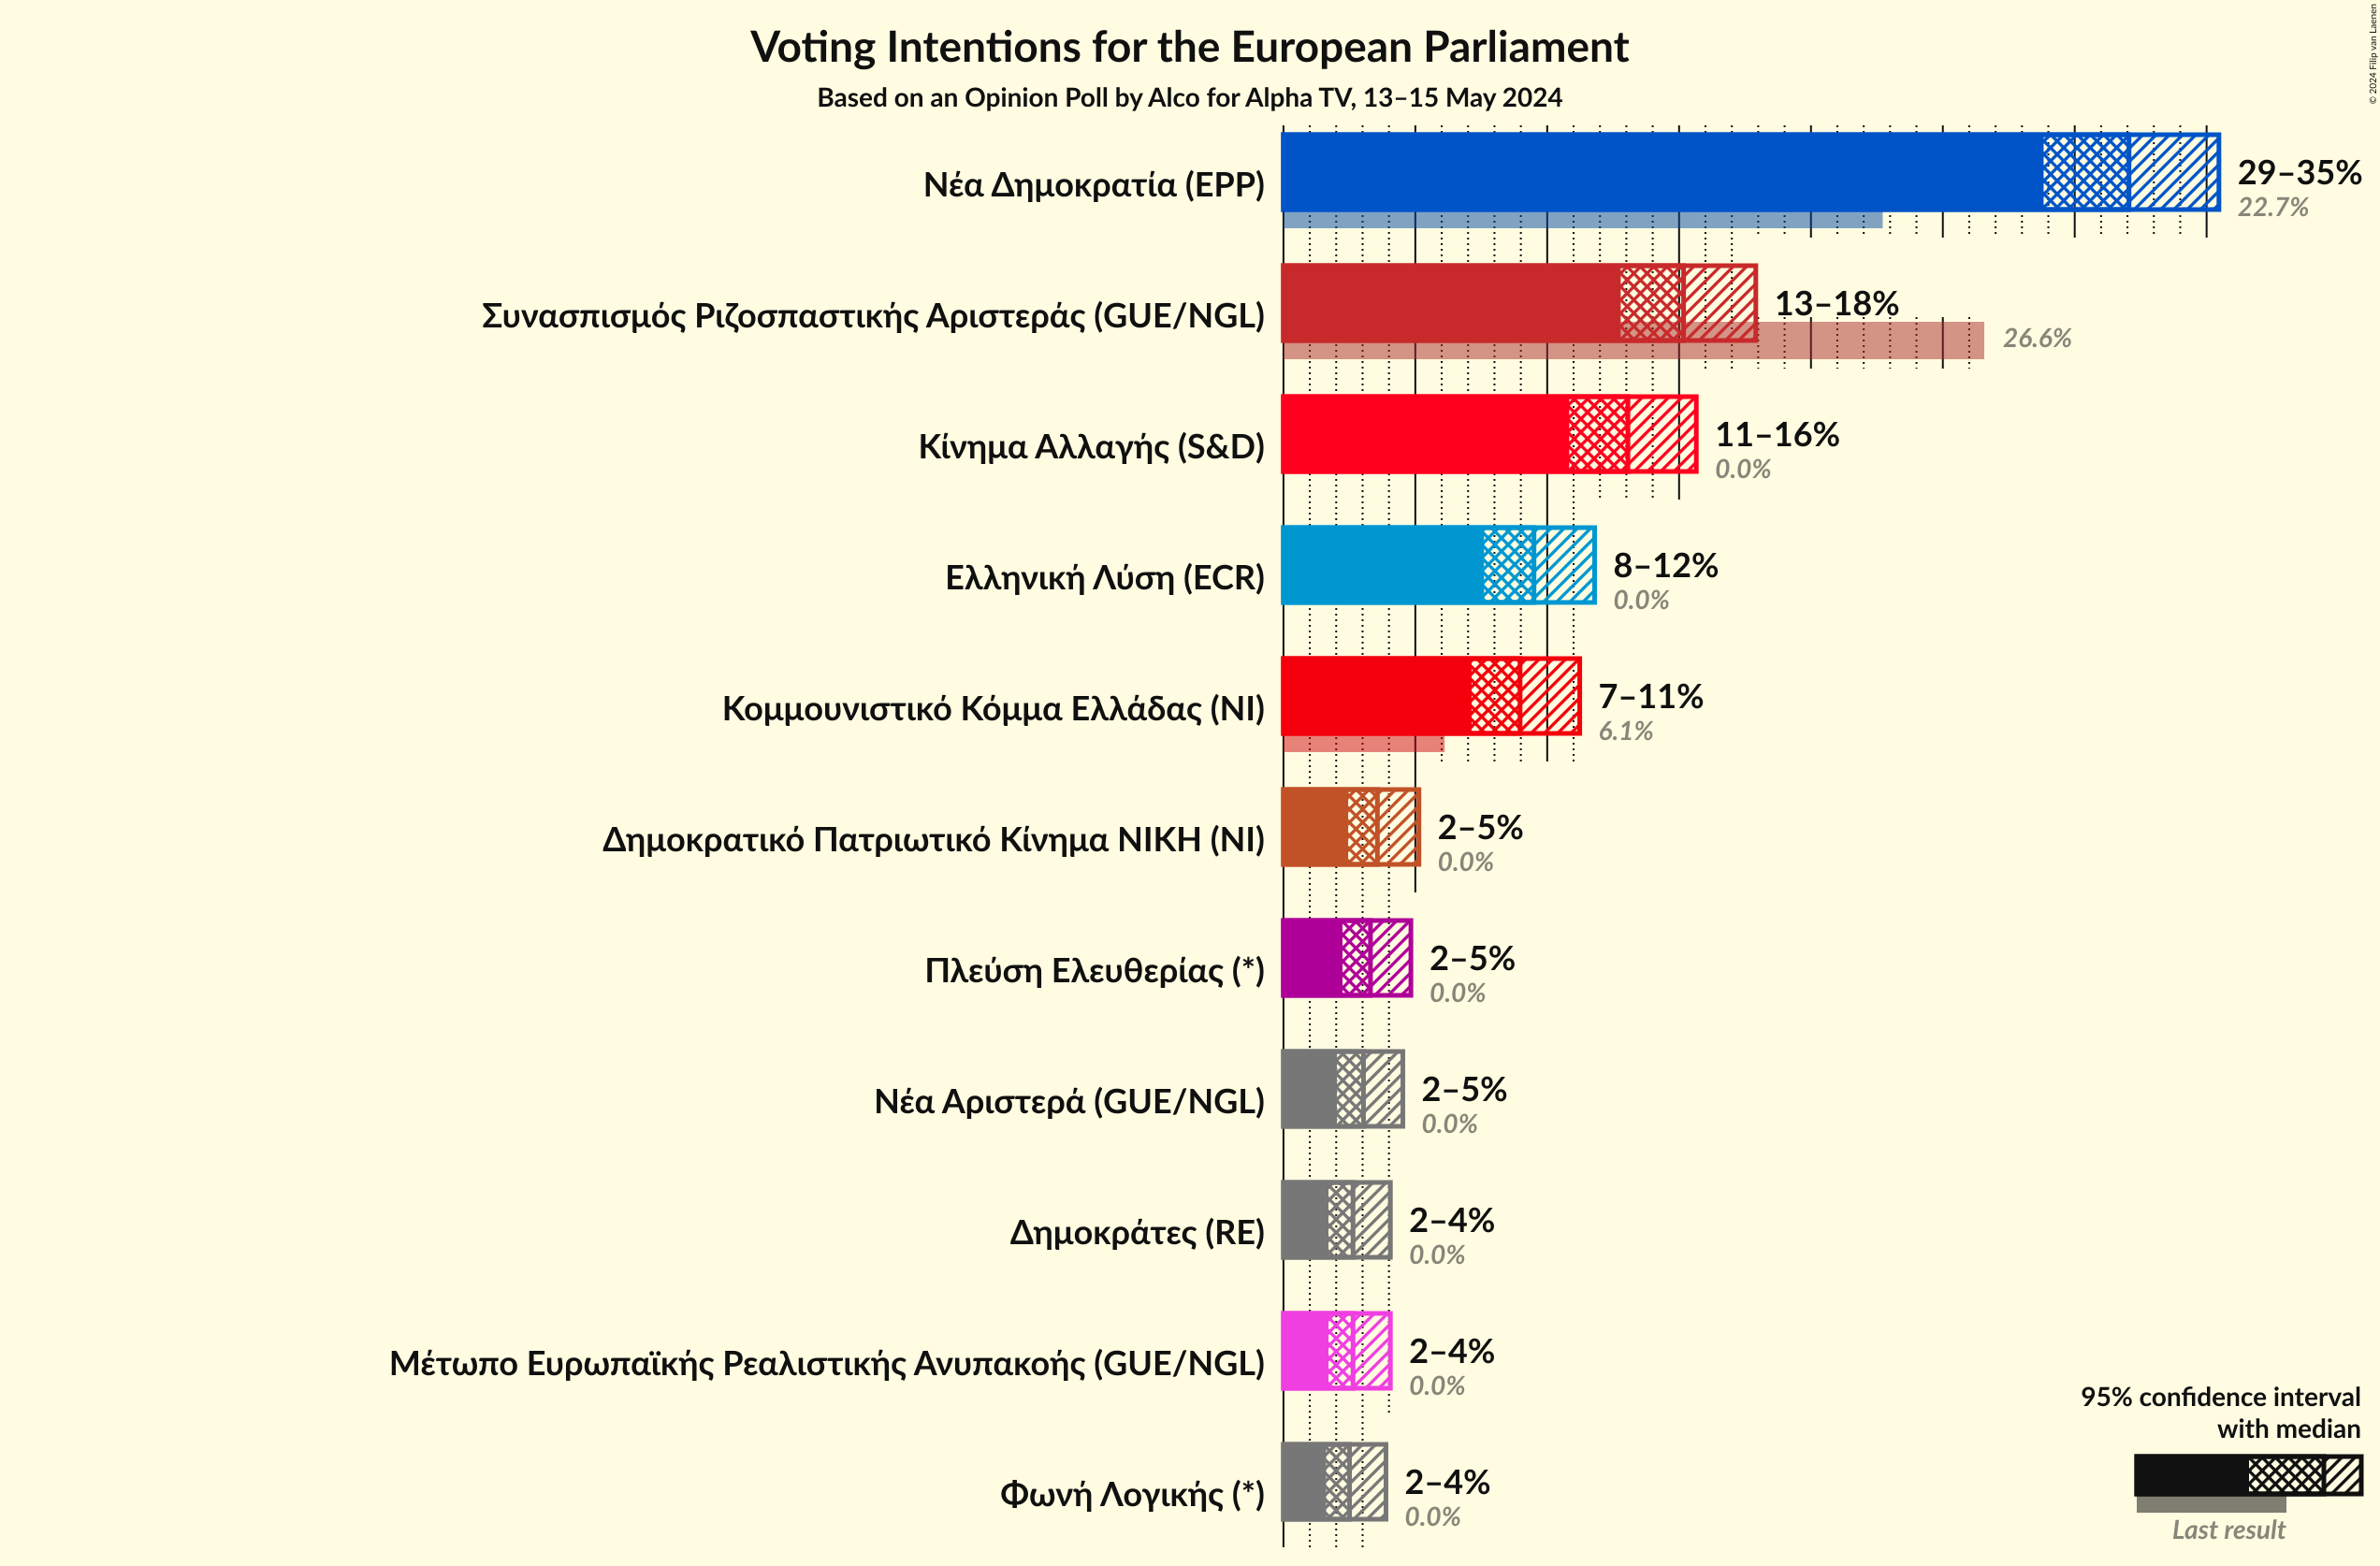 Voting Intentions for the European Parliament
Based on an Opinion Poll by Alco for Alpha TV, 13–15 May 2024
© 2024 Filip van Laenen
Νέα Δημοκρατία (EPP)
29–35%
22.7%
Συνασπισμός Ριζοσπαστικής Αριστεράς (GUE/NGL)
13–18%
26.6%
Κίνημα Αλλαγής (S&D)
11–16%
0.0%
Ελληνική Λύση (ECR)
8–12%
0.0%
Κομμουνιστικό Κόμμα Ελλάδας (NI)
7–11%
6.1%
Δημοκρατικό Πατριωτικό Κίνημα ΝΙΚΗ (NI)
2–5%
0.0%
Πλεύση Ελευθερίας (*)
2–5%
0.0%
Νέα Αριστερά (GUE/NGL)
2–5%
0.0%
Δημοκράτες (RE)
2–4%
0.0%
Μέτωπο Ευρωπαϊκής Ρεαλιστικής Ανυπακοής (GUE/NGL)
2–4%
0.0%
Φωνή Λογικής (*)
2–4%
0.0%
95% confidence interval
with median
Last result